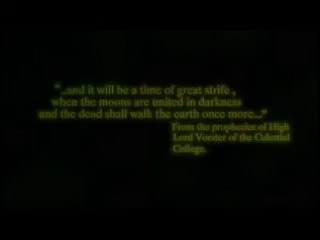 "..and it will be a time of great strife ,
when the moons are united in darkness
and the dead shall walk the earth once more..."
From the prophecies of High
Lord Vorster of the Celestial
College.